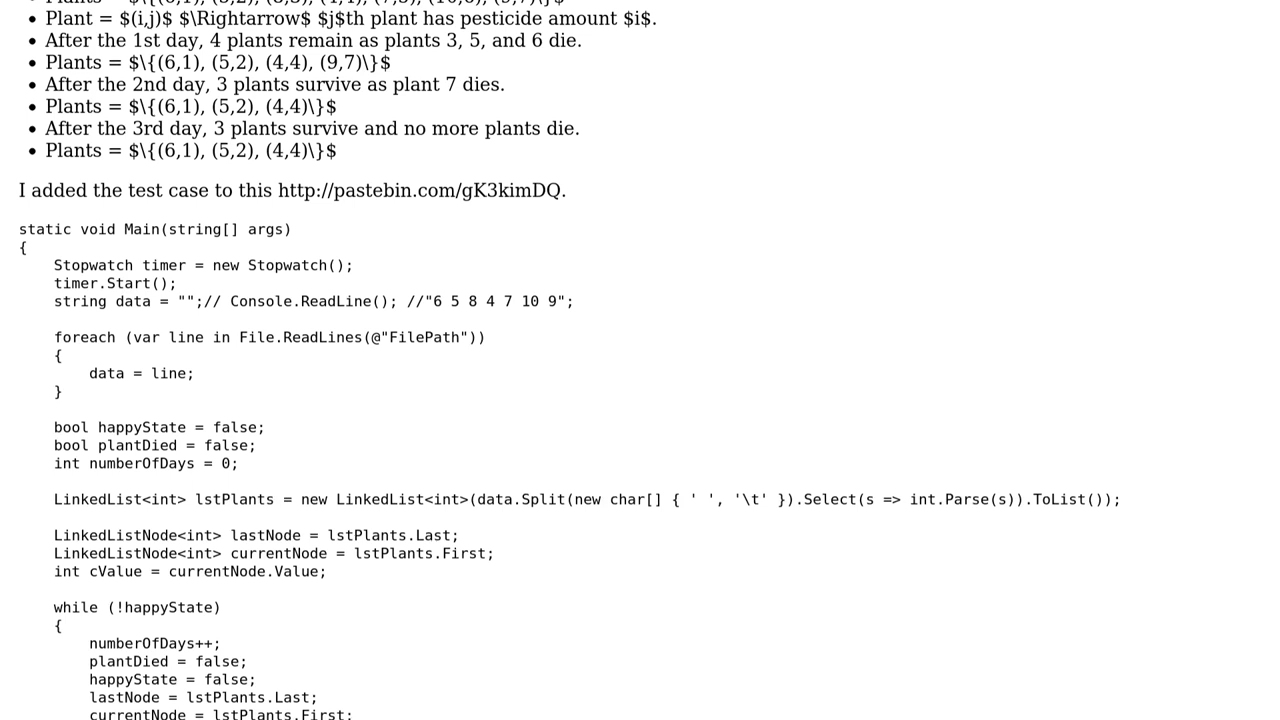 Plant = $(i,j)$ $\Rightarrow$ $j$th plant has pesticide amount $i$.
After the 1st day, 4 plants remain as plants 3, 5, and 6 die.
Plants = $\{(6,1), (5,2), (4,4), (9,7)\}$
After the 2nd day, 3 plants survive as plant 7 dies.
Plants = $\{(6,1), (5,2), (4,4)\}$
After the 3rd day, 3 plants survive and no more plants die.
Plants = $\{(6,1), (5,2), (4,4)\}$
I added the test case to this http://pastebin.com/gK3kimDQ.
static void Main(string[] args)
{
    Stopwatch timer = new Stopwatch();
    timer.Start();
    string data = "";// Console.ReadLine(); //"6 5 8 4 7 10 9";
    foreach (var line in File.ReadLines(@"FilePath"))
    {
        data = line;
    }
    bool happyState = false;
    bool plantDied = false;
    int numberOfDays = 0;
    LinkedList<int> lstPlants = new LinkedList<int>(data.Split(new char[] { ' ', '\t' }).Select(s => int.Parse(s)).ToList());
    LinkedListNode<int> lastNode = lstPlants.Last;
    LinkedListNode<int> currentNode = lstPlants.First;
    int cValue = currentNode.Value;
    while (!happyState)
    {
        numberOfDays++;
        plantDied = false;
        happyState = false;
        lastNode = lstPlants.Last;
        currentNode = lstPlants.First;